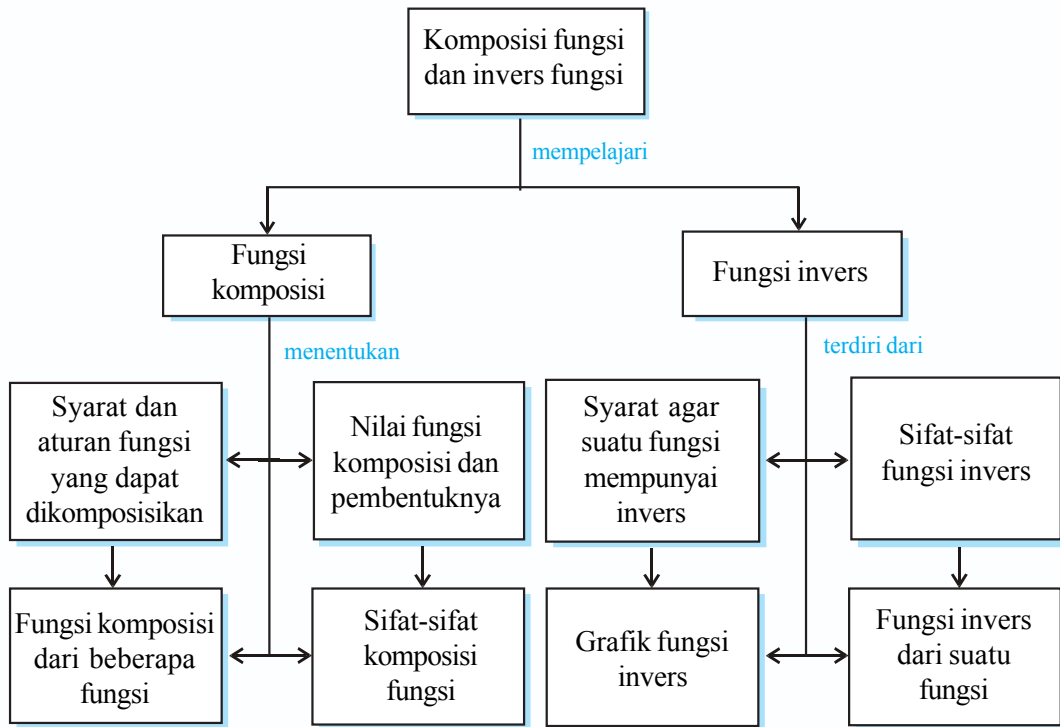 Komposisi fungsi
dan invers fungsi
mempelajari
Fungsi
komposisi
Fungsi invers
menentukan
terdiri dari
Syarat dan
aturan fungsi
yang dapat
dikomposisikan
Nilai fungsi
komposisi dan
pembentuknya
Syarat agar
suatu fungsi
mempunyai
invers
Sifat-sifat
fungsi invers
Fungsi komposisi
dari beberapa
fungsi
Sifat-sifat
komposisi
fungsi
Grafik fungsi
invers
Fungsi invers
dari suatu
fungsi